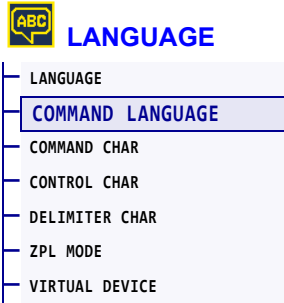 ABC
LANGUAGE
LANGUAGE
COMMAND LANGUAGE
COMMAND CHAR
CONTROL CHAR
DELIMITER CHAR
ZPL MODE
VIRTUAL DEVICE